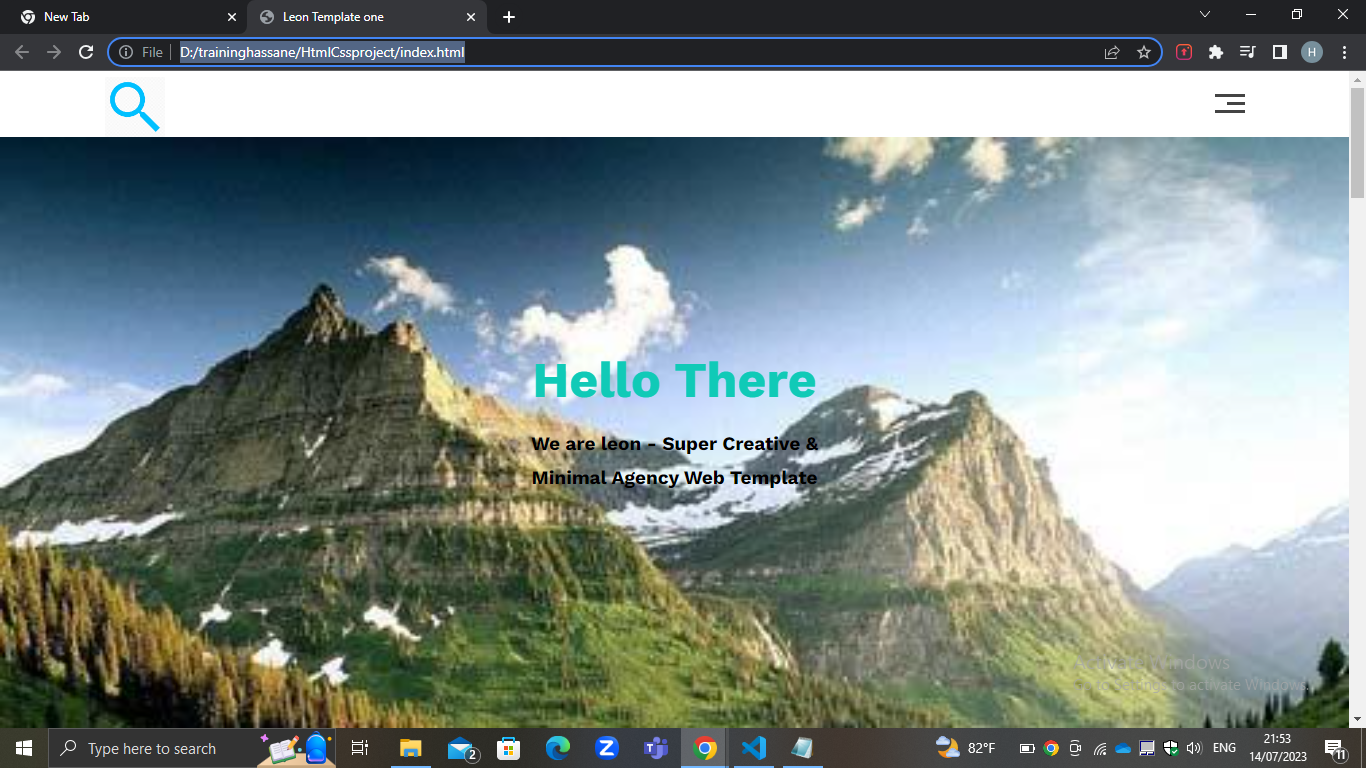 New Tab
Leon Template one
File
D:/traininghassane/HtmlCssproject/index.html
H
Hello There
We are leon - Super Creative &
Minimal Agency Web Template
Activate Windows
Go to Settings to activate Windows.
Type here to search
2
Z
82°F
ENG
21:53
14/07/2023
11